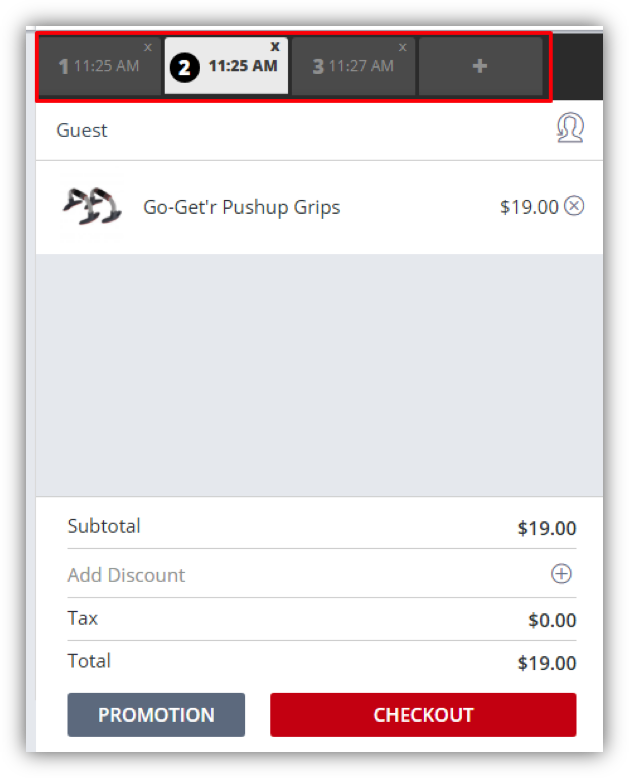 1 11:25 AM x 2 11:25 AM x 3 11:27 AM x +
Guest
Go-Get'r Pushup Grips $19.00
Subtotal $19.00
Add Discount
Tax $0.00
Total $19.00
PROMOTION CHECKOUT